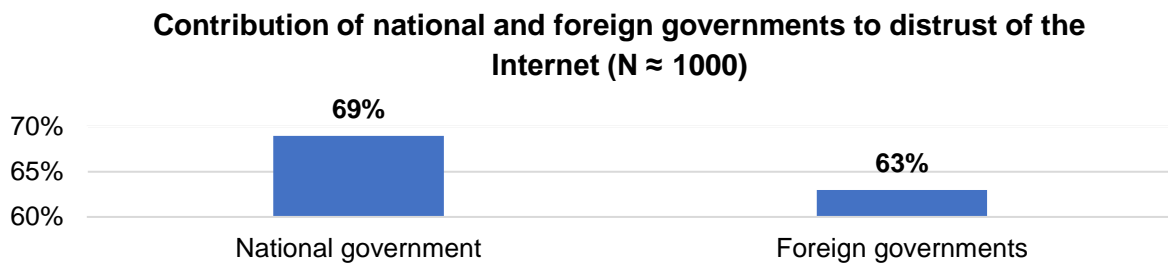 Contribution of national and foreign governments to distrust of the
Internet (N ≈ 1000)
69%
70%
63%
65%
60%
National government
Foreign governments